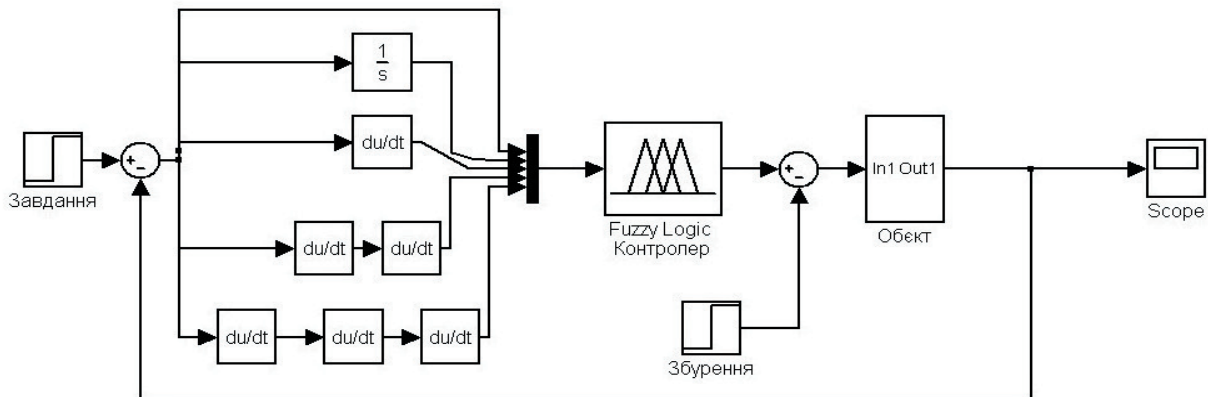 1
s
du/dt
Завдання
In1 Out1
Scope
Fuzzy Logic
Контролер
Обєкт
du/dt
du/dt
du/dt
du/dt
du/dt
Збурення